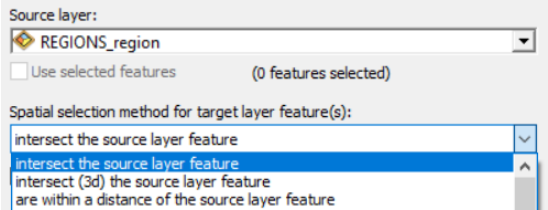 Source layer:
REGIONS_region
Use selected features (0 features selected)
Spatial selection method for target layer feature(s):
intersect the source layer feature
intersect the source layer feature
intersect (3d) the source layer feature
are within a distance of the source layer feature